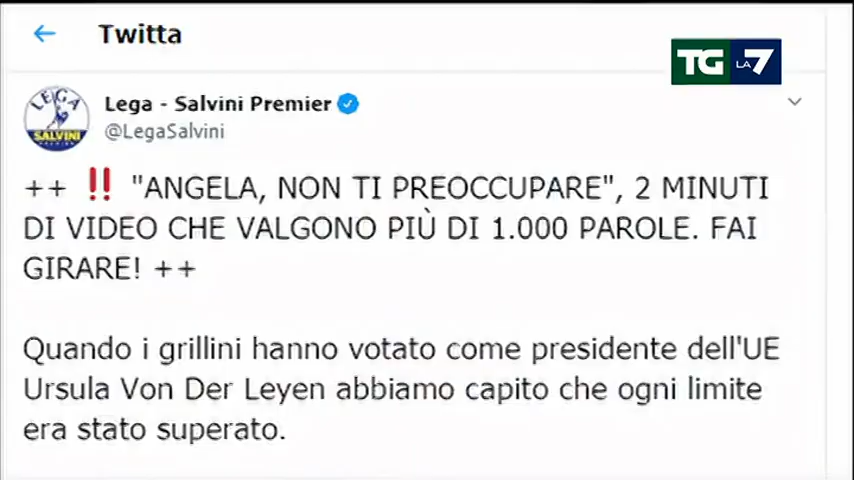 Twitta
TG LA 7
LEGA
SALVINI
Lega - Salvini Premier
@LegaSalvini
++ ‼ "ANGELA, NON TI PREOCCUPARE", 2 MINUTI
DI VIDEO CHE VALGONO PIÙ DI 1.000 PAROLE. FAI
GIRARE! ++
Quando i grillini hanno votato come presidente dell'UE
Ursula Von Der Leyen abbiamo capito che ogni limite
era stato superato.